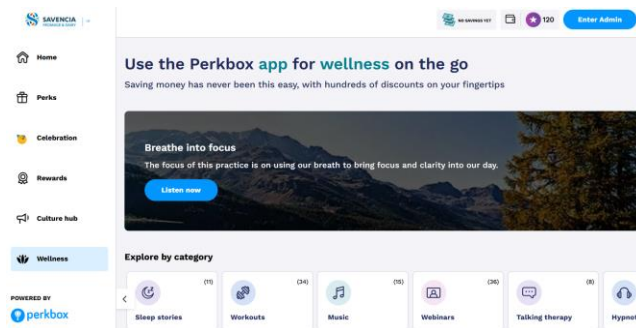 SAVENCIA
FROMAGE & DAIRY
NO SAVINGS YET
120
Enter Admin
Home
Perks
Celebration
Rewards
Culture hub
Wellness
POWERED BY
perkbox
Use the Perkbox app for wellness on the go
Saving money has never been this easy, with hundreds of discounts on your fingertips
Breathe into focus
The focus of this practice is on using our breath to bring focus and clarity into our day.
Listen now
Explore by category
(11)
Sleep stories
(34)
Workouts
(15)
Music
(36)
Webinars
(8)
Talking therapy
Hypnot